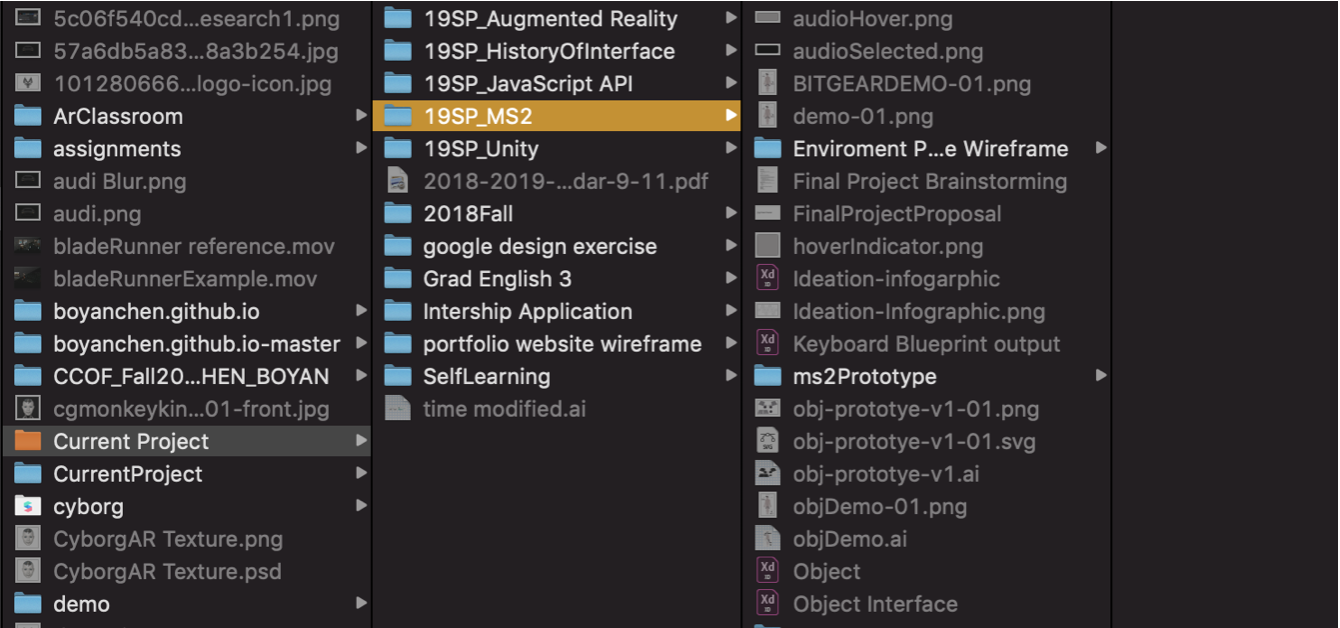 5c06f540cd...esearch1.png
57a6db5a83...8a3b254.jpg
101280666...logo-icon.jpg
ArClassroom
assignments
audi Blur.png
audi.png
bladeRunner reference.mov
bladeRunnerExample.mov
boyanchen.github.io
boyanchen.github.io-master
CCOF_Fall20...HEN_BOYAN
cgmonkeykin...01-front.jpg
Current Project
CurrentProject
cyborg
CyborgAR Texture.png
CyborgAR Texture.psd
demo
19SP_Augmented Reality
19SP_HistoryOfInterface
19SP_JavaScript API
19SP_MS2
19SP_Unity
2018-2019-...dar-9-11.pdf
2018Fall
google design exercise
Grad English 3
Intership Application
portfolio website wireframe
SelfLearning
time modified.ai
audioHover.png
audioSelected.png
BITGEARDEMO-01.png
demo-01.png
Enviroment P...e Wireframe
Final Project Brainstorming
FinalProjectProposal
hoverIndicator.png
Ideation-infogarphic
Ideation-Infographic.png
Keyboard Blueprint output
ms2Prototype
obj-prototye-v1-01.png
obj-prototye-v1-01.svg
obj-prototye-v1.ai
objDemo-01.png
objDemo.ai
Object
Object Interface